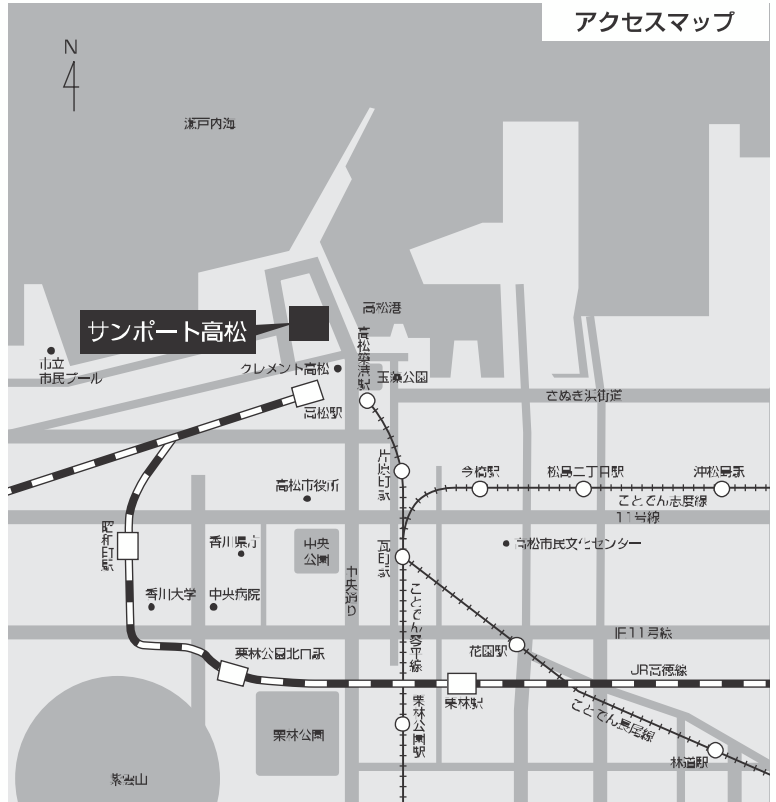 アクセスマップ
N
瀬戸内海
高松港
サンポート高松
高松築港駅
市立
市民プール
クレメント高松
玉藻公園
高松駅
さぬき浜街道
片原町駅
今橋駅
松島二丁目駅
沖松島駅
高松市役所
ことでん志度線
11号線
昭和町駅
香川県庁
中央
公園
瓦町駅
高松市民文化センター
中央通り
香川大学
中央病院
ことでん琴平線
旧11号線
栗林公園北口駅
花園駅
JR高徳線
栗林駅
栗林公園
栗林公園駅
ことでん長尾線
林道駅
紫雲山